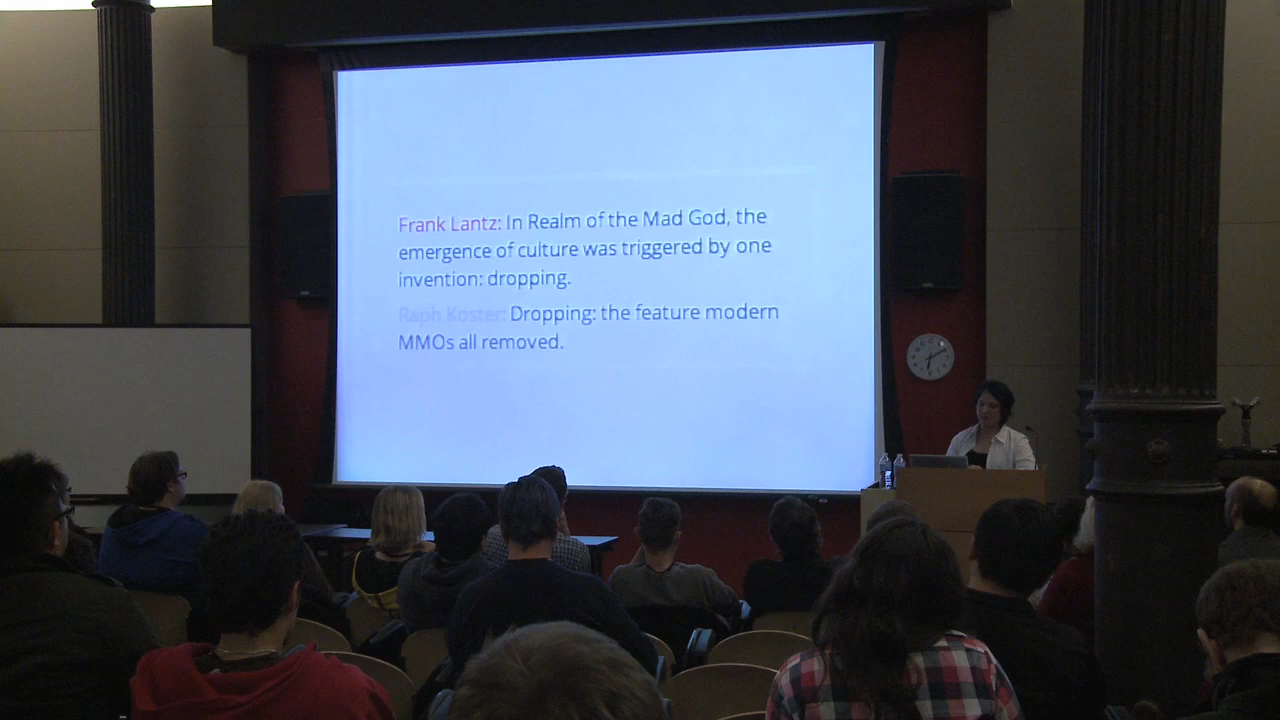 Frank Lantz: In Realm of the Mad God, the
emergence of culture was triggered by one
invention: dropping.
Raph Koster: Dropping: the feature modern
MMOs all removed.